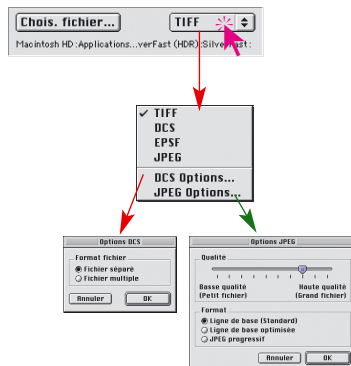 Chois. fichier... TIFF
Macintosh HD:Applications...verFast (HDR):SilverFast:
TIFF
DCS
EPSF
JPEG
DCS Options...
JPEG Options...
Options DCS
Format fichier
Fichier séparé
Fichier multiple
Annuler OK
Options JPEG
Qualité
Basse qualité Haute qualité
(Petit fichier) (Grand fichier)
Format
Ligne de base (Standard)
Ligne de base optimisée
JPEG progressif
Annuler OK